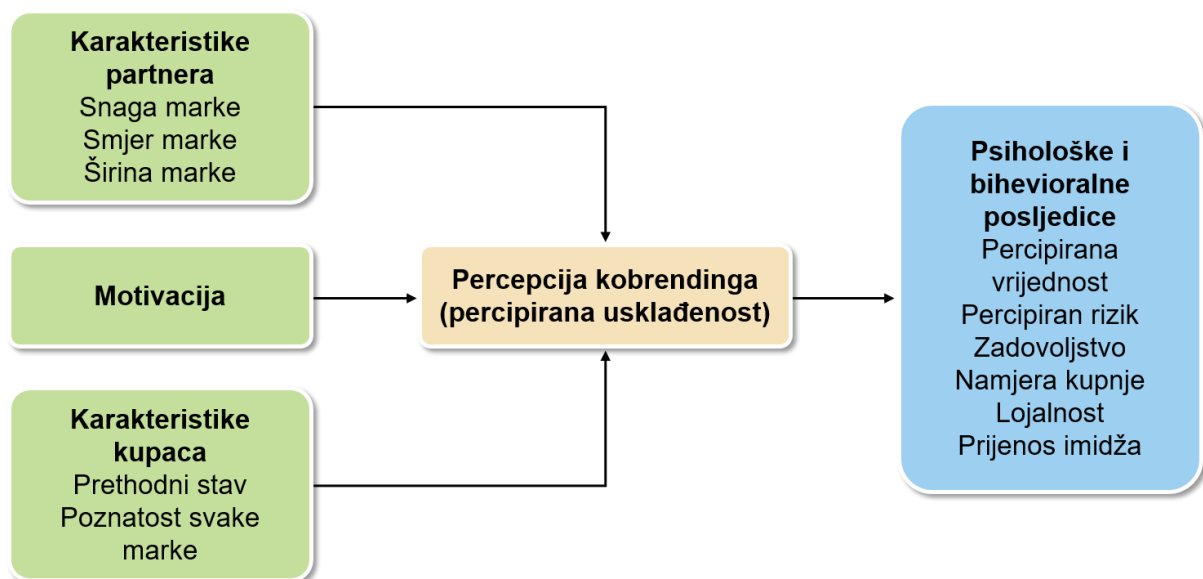 Karakteristike
partnera
Snaga marke
Smjer marke
Širina marke
Motivacija
Karakteristike
kupaca
Prethodni stav
Poznatost svake
marke
Percepcija kobrendinga
(percipirana usklađenost)
Psihološke i
bihevioralne
posljedice
Percipirana
vrijednost
Percipiran rizik
Zadovoljstvo
Namjera kupnje
Lojalnost
Prijenos imidža